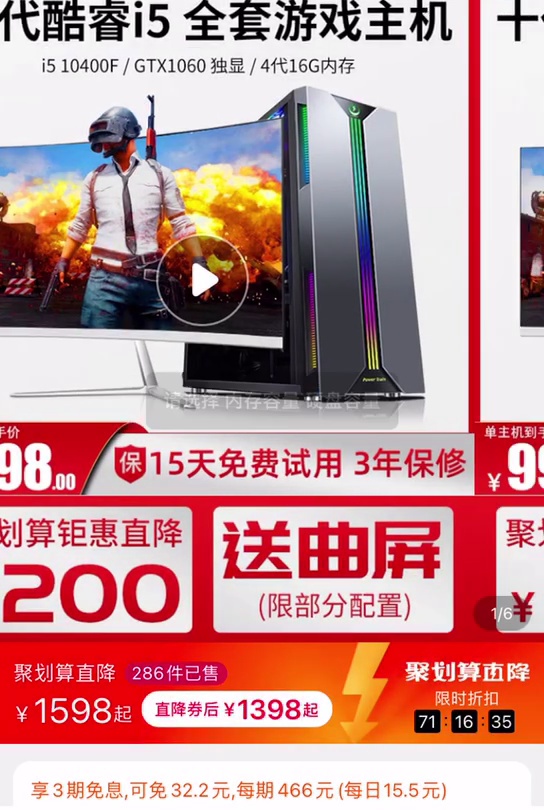 代酷睿i5 全套游戏主机
i5 10400F / GTX1060 独显 / 4代16G内存
Power Train
请选择 内存容量 硬盘容量
手价
98.00
保 15天免费试用 3年保修
单主机到手
¥99
划算钜惠直降
200
送曲屏
(限部分配置)
聚划
¥
1/6
聚划算直降 286件已售
¥1598起 直降券后¥1398起
聚划算直降
限时折扣
71:16:35
享3期免息,可免32.2元,每期466元(每日15.5元)